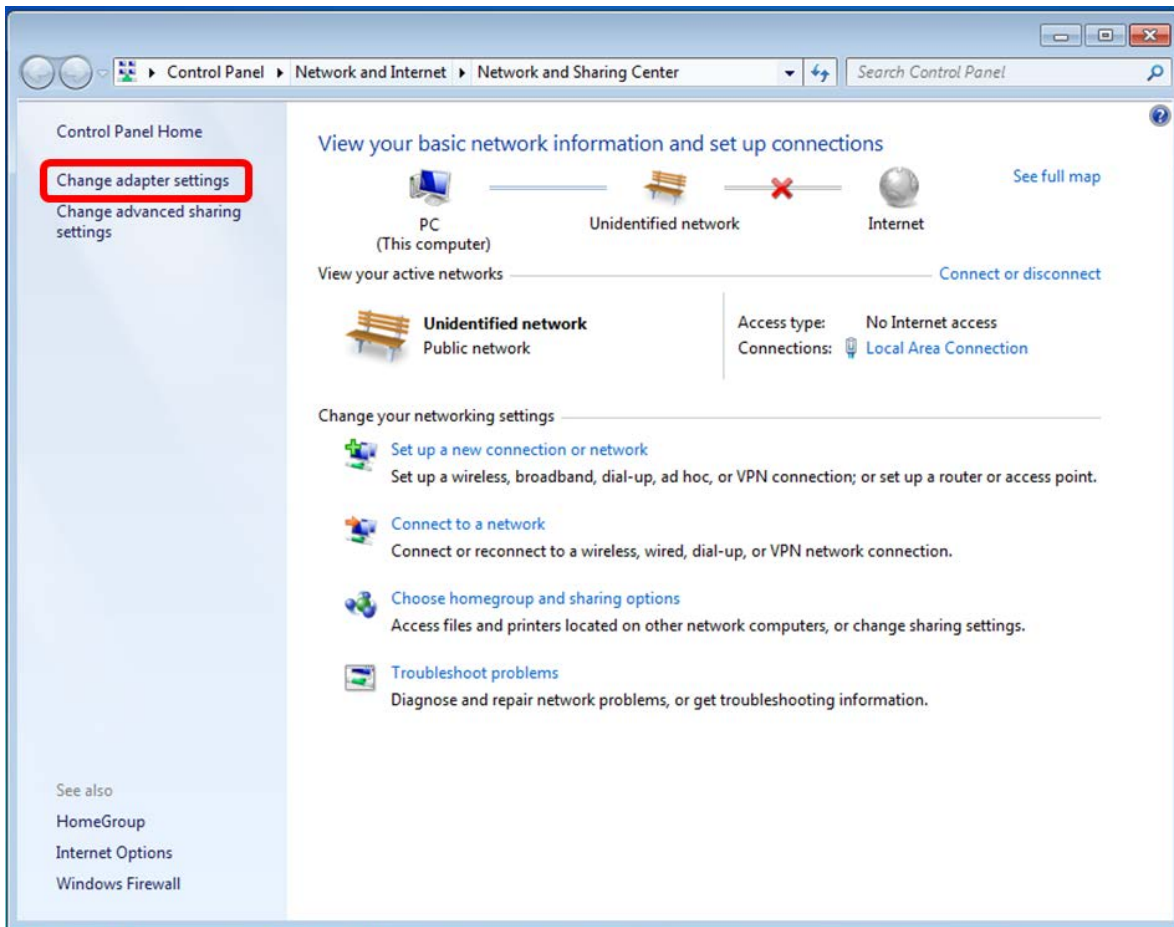 Control Panel ▸ Network and Internet ▸ Network and Sharing Center
Search Control Panel
Control Panel Home
Change adapter settings
Change advanced sharing
settings
View your basic network information and set up connections
See full map
PC
(This computer)
Unidentified network
Internet
View your active networks
Connect or disconnect
Unidentified network
Public network
Access type: No Internet access
Connections: Local Area Connection
Change your networking settings
Set up a new connection or network
Set up a wireless, broadband, dial-up, ad hoc, or VPN connection; or set up a router or access point.
Connect to a network
Connect or reconnect to a wireless, wired, dial-up, or VPN network connection.
Choose homegroup and sharing options
Access files and printers located on other network computers, or change sharing settings.
Troubleshoot problems
Diagnose and repair network problems, or get troubleshooting information.
See also
HomeGroup
Internet Options
Windows Firewall